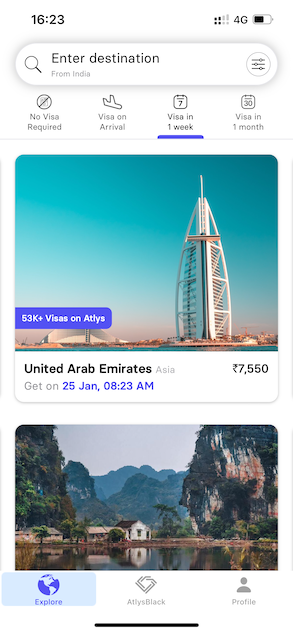 16:23
4G
Enter destination
From India
No Visa
Required
Visa on
Arrival
7
Visa in
1 week
30
Visa in
1 month
53K+ Visas on Atlys
United Arab Emirates Asia
₹7,550
Get on 25 Jan, 08:23 AM
Explore
AtlysBlack
Profile